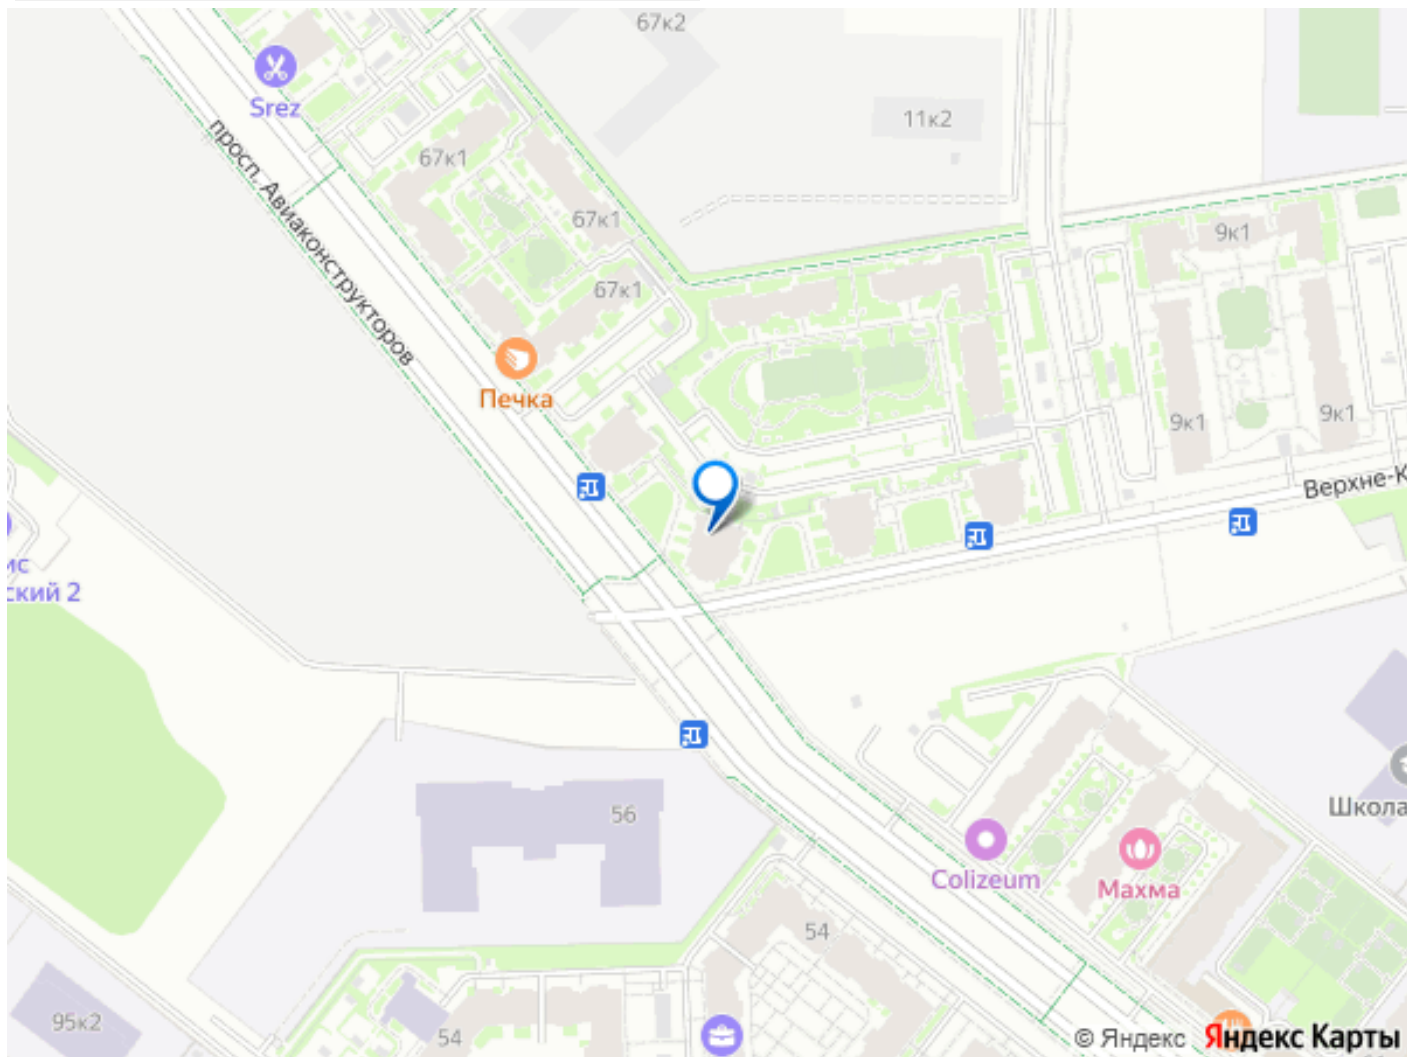 67к2
Srez
11к2
67к1
просп. Авиаконструкторов
67к1
9к1
67к1
Печка
9к1
9к1
Верхне-К
ис
ский 2
56
Школа
Colizeum
Махма
54
95к2
54
© Яндекс Яндекс Карты